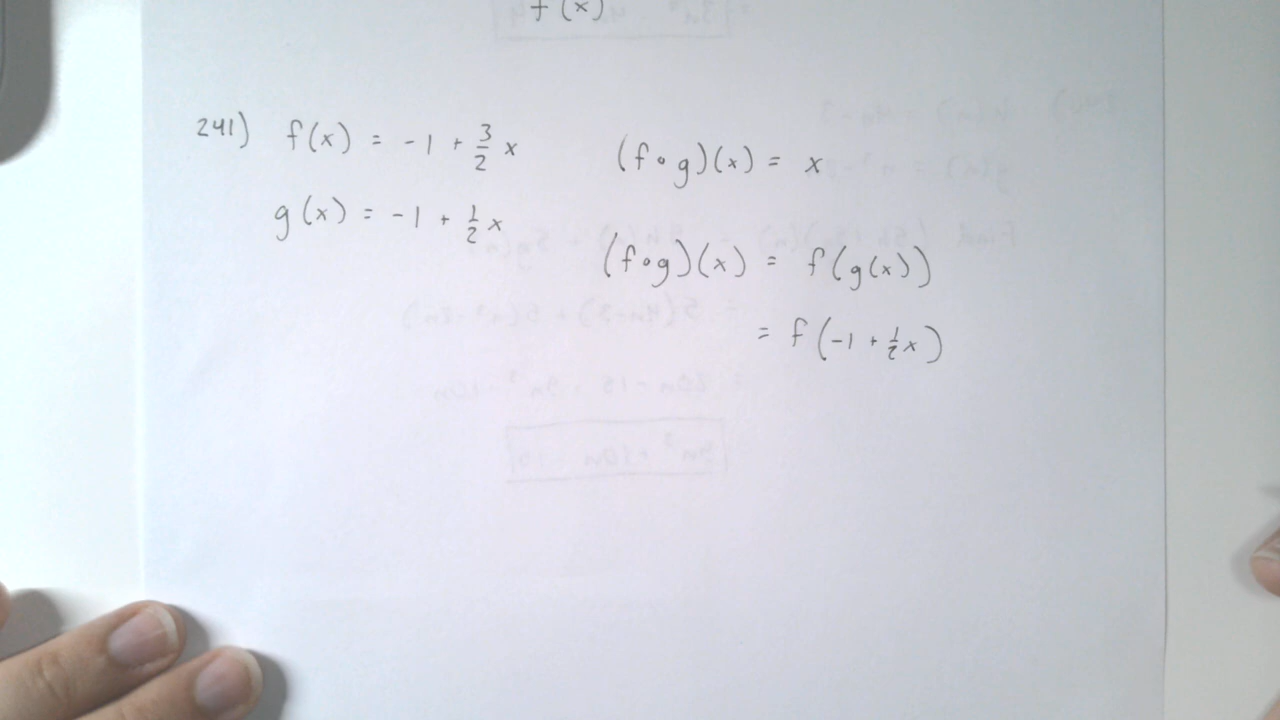 f(x)
241) f(x) = -1 + 3/2 x
g(x) = -1 + 1/2 x
(f∘g)(x) = x
(f∘g)(x) = f(g(x))
= f(-1 + 1/2 x)